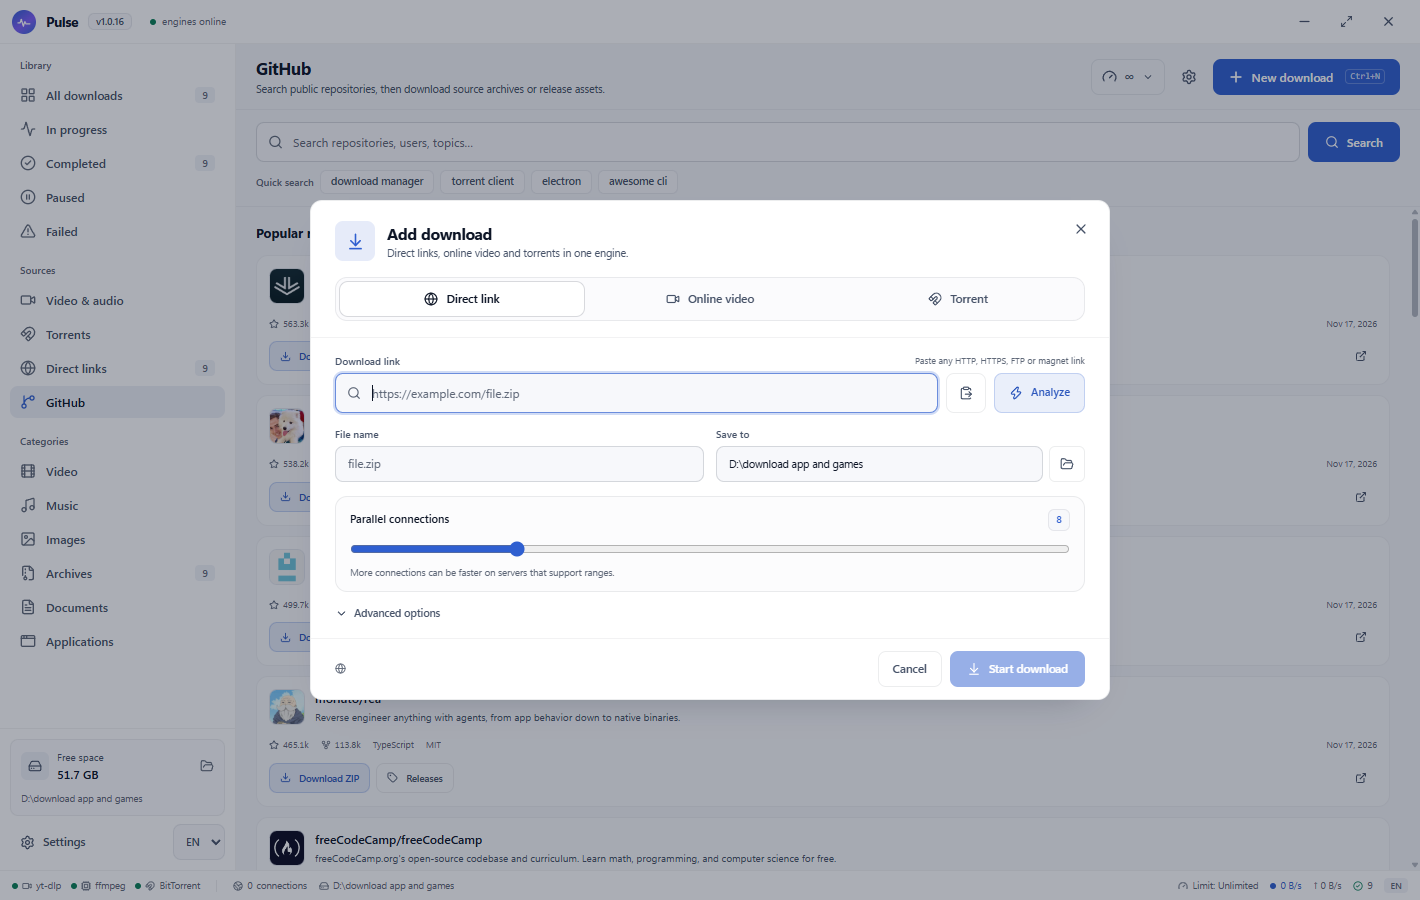 Pulse
v1.0.16
engines online
Library
All downloads 9
In progress
Completed 9
Paused
Failed
Sources
Video & audio
Torrents
Direct links 9
GitHub
Categories
Video
Music
Images
Archives 9
Documents
Applications
Free space
51.7 GB
D:\download app and games
Settings
EN
GitHub
Search public repositories, then download source archives or release assets.
∞
New download Ctrl+N
Search repositories, users, topics...
Search
Quick search
download manager
torrent client
electron
awesome cli
Popular
563.3k
Nov 17, 2026
538.2k
Nov 17, 2026
499.7k
Nov 17, 2026
Add download
Direct links, online video and torrents in one engine.
Direct link
Online video
Torrent
Download link
Paste any HTTP, HTTPS, FTP or magnet link
https://example.com/file.zip
Analyze
File name
file.zip
Save to
D:\download app and games
Parallel connections
8
More connections can be faster on servers that support ranges.
Advanced options
Cancel
Start download
Reverse engineer anything with agents, from app behavior down to native binaries.
465.1k
113.8k
TypeScript
MIT
Nov 17, 2026
Download ZIP
Releases
freeCodeCamp/freeCodeCamp
freeCodeCamp.org's open-source codebase and curriculum. Learn math, programming, and computer science for free.
yt-dlp
ffmpeg
BitTorrent
0 connections
D:\download app and games
Limit: Unlimited
0 B/s
↑ 0 B/s
9
EN